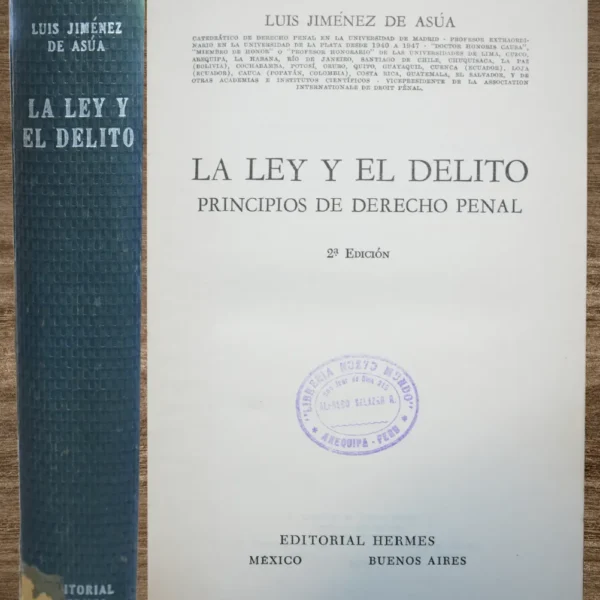 LUIS JIMÉNEZ
DE ASÚA
LA LEY Y
EL DELITO
ITORIAL
LUIS JIMÉNEZ DE ASÚA
CATEDRÁTICO DE DERECHO PENAL EN LA UNIVERSIDAD DE MADRID - PROFESOR EXTRAORDI-
NARIO EN LA UNIVERSIDAD DE LA PLATA DESDE 1940 A 1947 - "DOCTOR HONORIS CAUSA",
"MIEMBRO DE HONOR" O "PROFESOR HONORARIO" DE LAS UNIVERSIDADES DE LIMA, CUSCO,
AREQUIPA, LA HABANA, RÍO DE JANEIRO, SANTIAGO DE CHILE, CHUQUISACA, LA PAZ
(BOLIVIA), COCHABAMBA, POTOSÍ, ORURO, QUITO, GUAYAQUIL, CUENCA (ECUADOR), LOJA
(ECUADOR), CAUCA (POPAYÁN, COLOMBIA), COSTA RICA, GUATEMALA, EL SALVADOR, Y DE
OTRAS ACADEMIAS E INSTITUTOS CIENTÍFICOS - VICEPRESIDENTE DE LA ASSOCIATION
INTERNATIONALE DE DROIT PÉNAL.
LA LEY Y EL DELITO
PRINCIPIOS DE DERECHO PENAL
2ª EDICIÓN
"LIBRERIA NUEVO MUNDO"
AREQUIPA - PERU
EDITORIAL HERMES
MÉXICO BUENOS AIRES